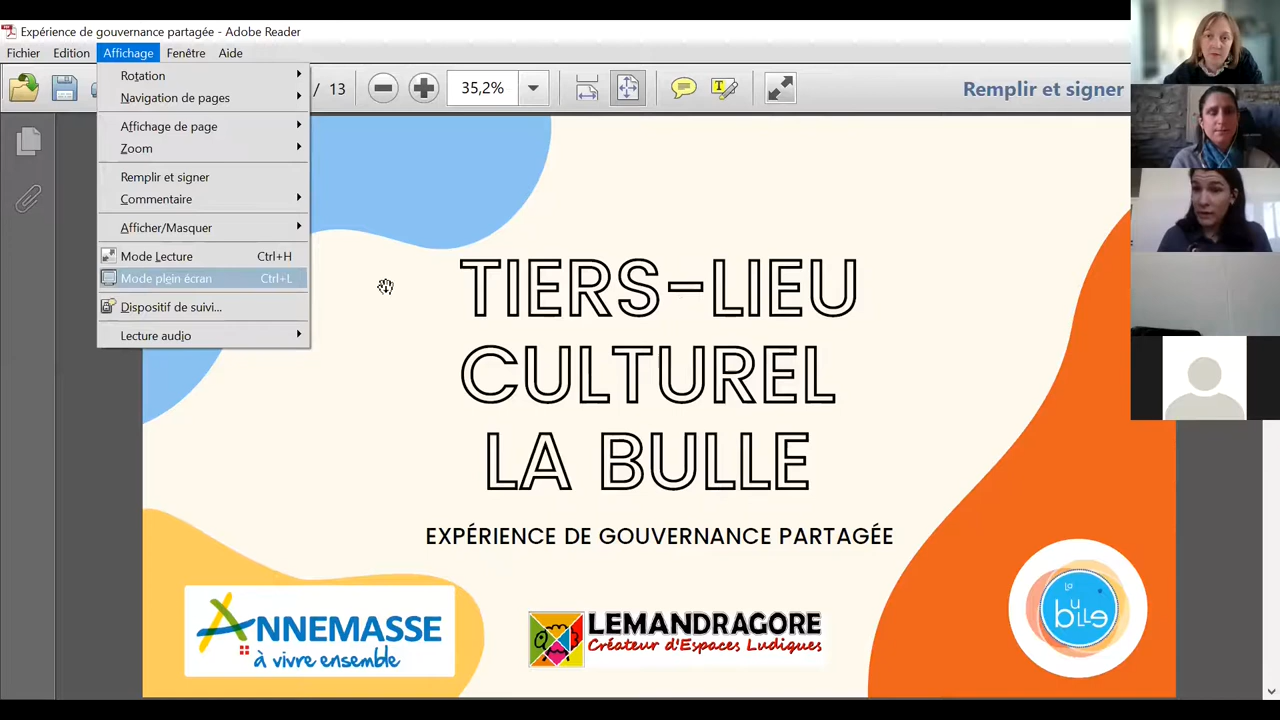 Expérience de gouvernance partagée - Adobe Reader
Fichier Edition Affichage Fenêtre Aide
/ 13 35,2% Remplir et signer
Rotation
Navigation de pages
Affichage de page
Zoom
Remplir et signer
Commentaire
Afficher/Masquer
Mode Lecture Ctrl+H
Mode plein écran Ctrl+L
Dispositif de suivi...
Lecture audio
TIERS-LIEU
CULTUREL
LA BULLE
EXPÉRIENCE DE GOUVERNANCE PARTAGÉE
ANNEMASSE
à vivre ensemble
LEMANDRAGORE
Créateur d'Espaces Ludiques
La
bulle